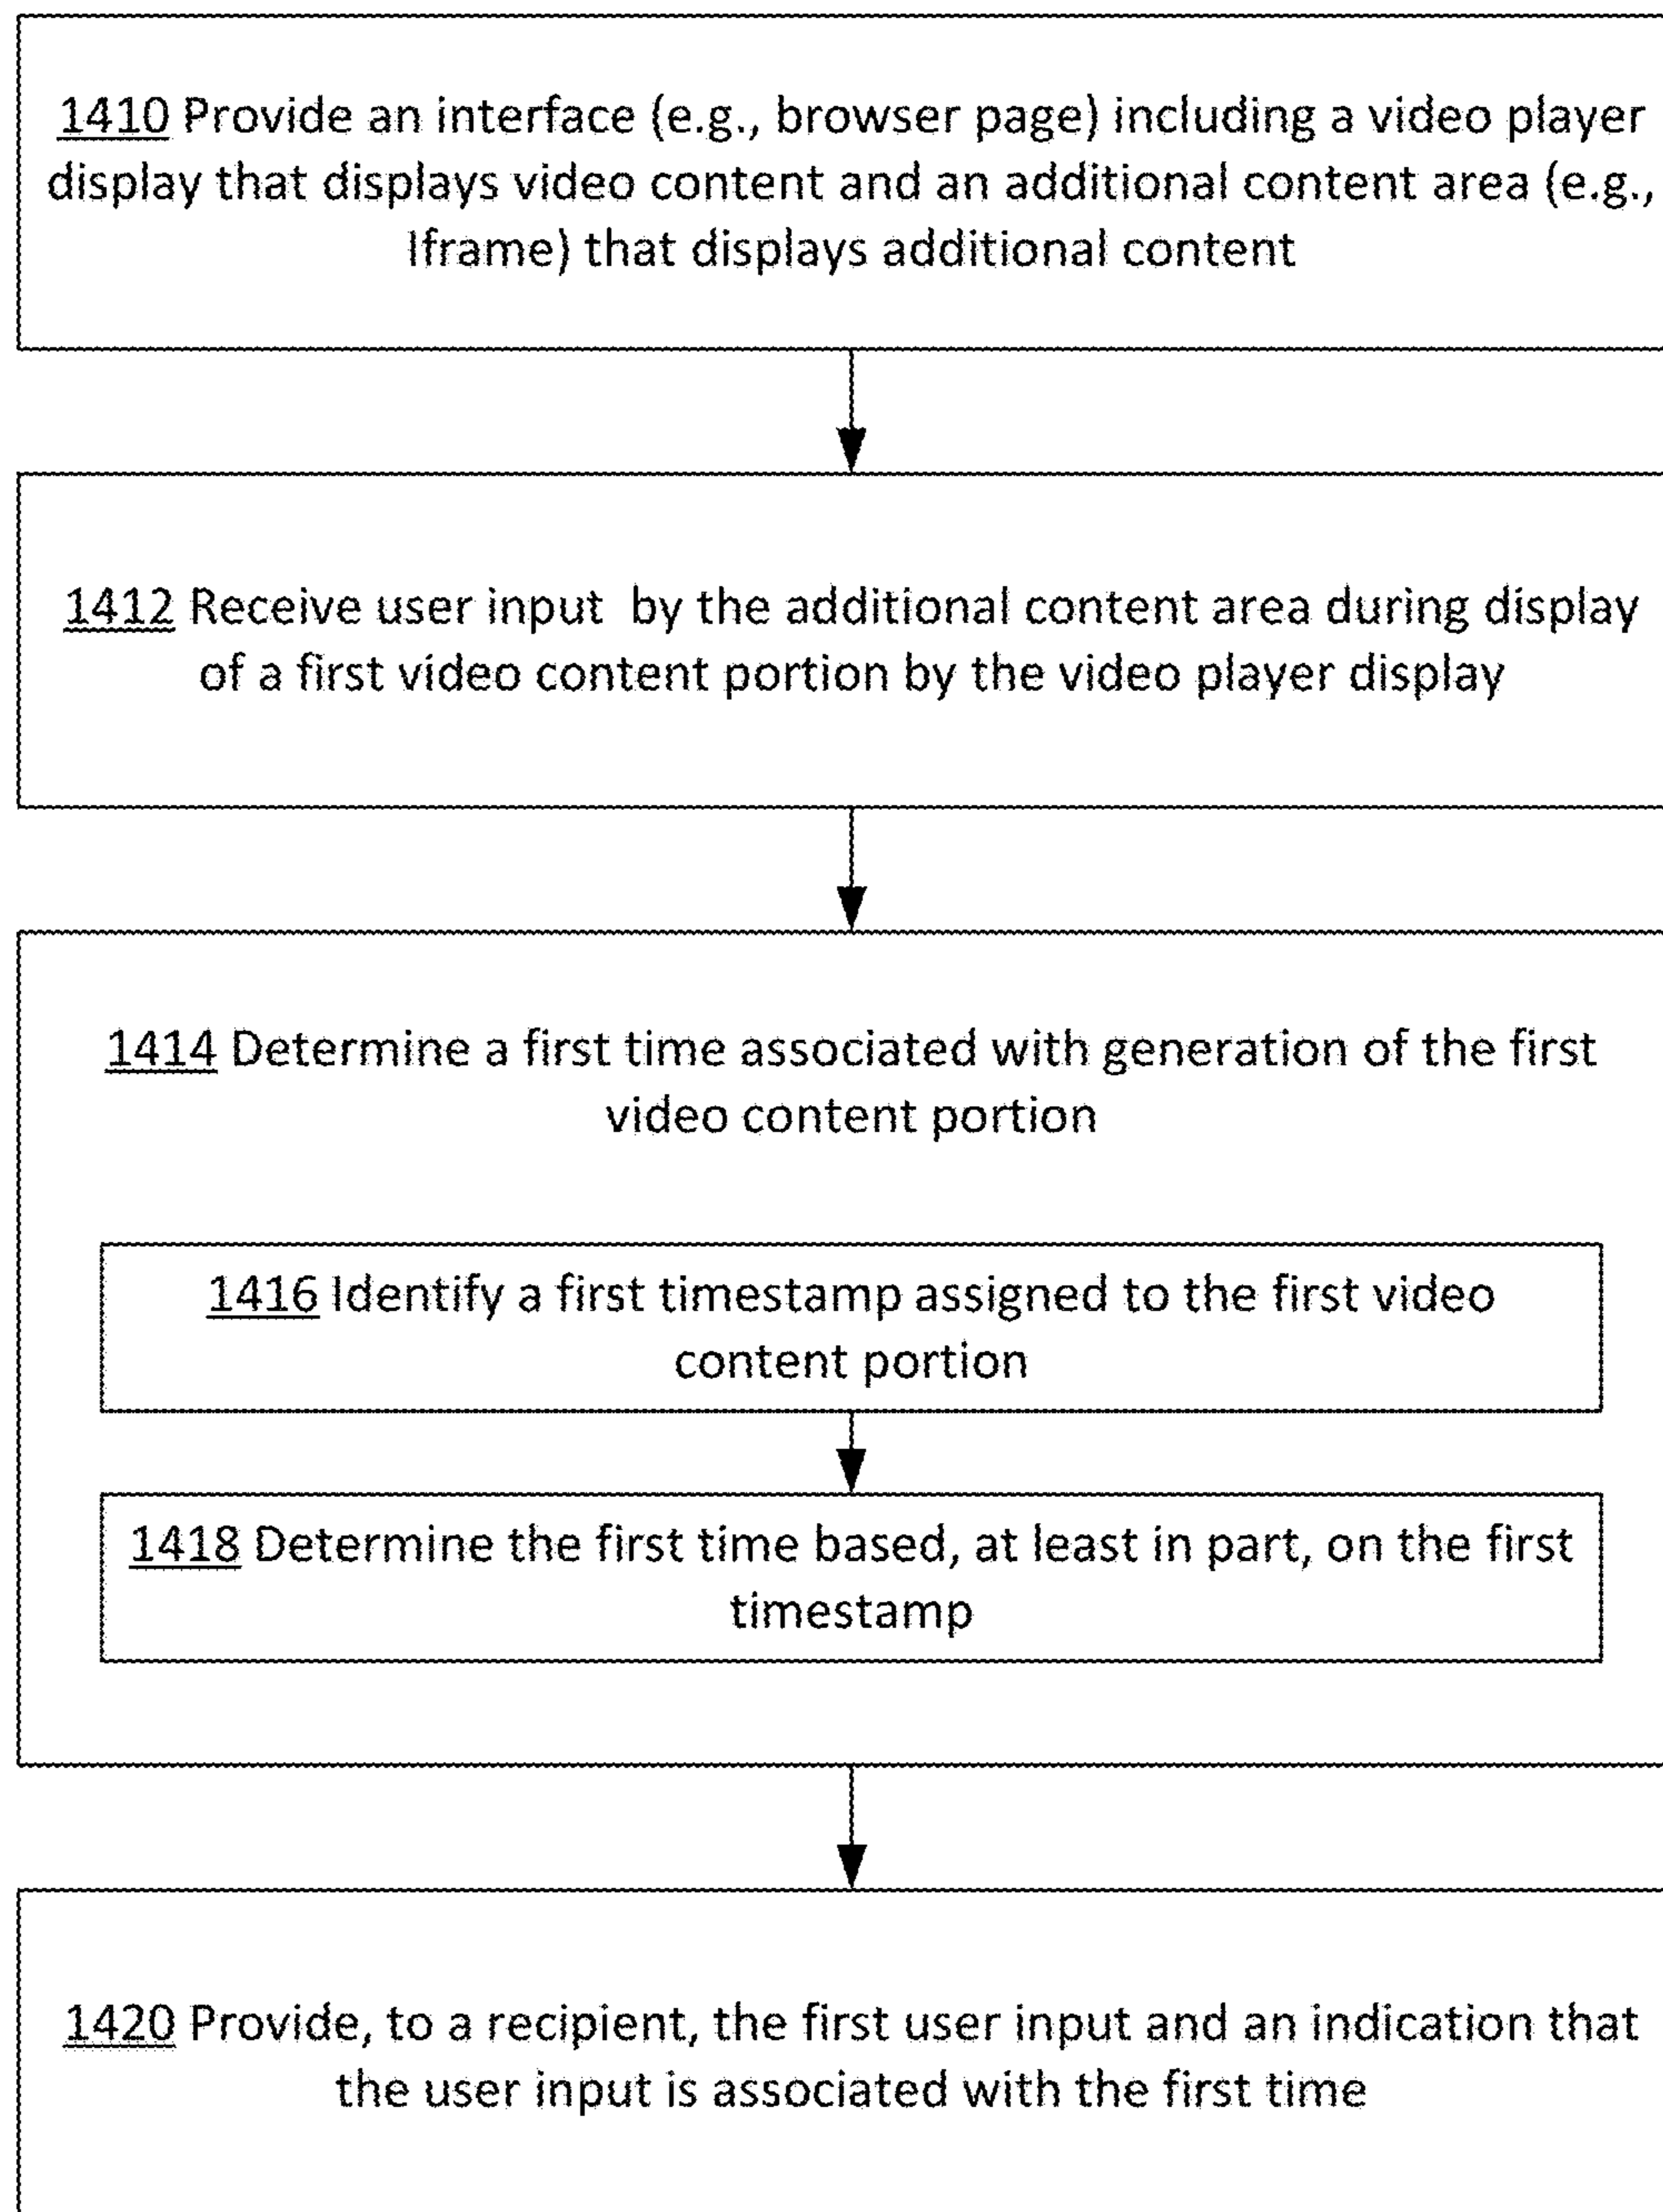 1410 Provide an interface (e.g., browser page) including a video player
display that displays video content and an additional content area (e.g.,
Iframe) that displays additional content
1412 Receive user input  by the additional content area during display
of a first video content portion by the video player display
1414 Determine a first time associated with generation of the first
video content portion
1416 Identify a first timestamp assigned to the first video
content portion
1418 Determine the first time based, at least in part, on the first
timestamp
1420 Provide, to a recipient, the first user input and an indication that
the user input is associated with the first time